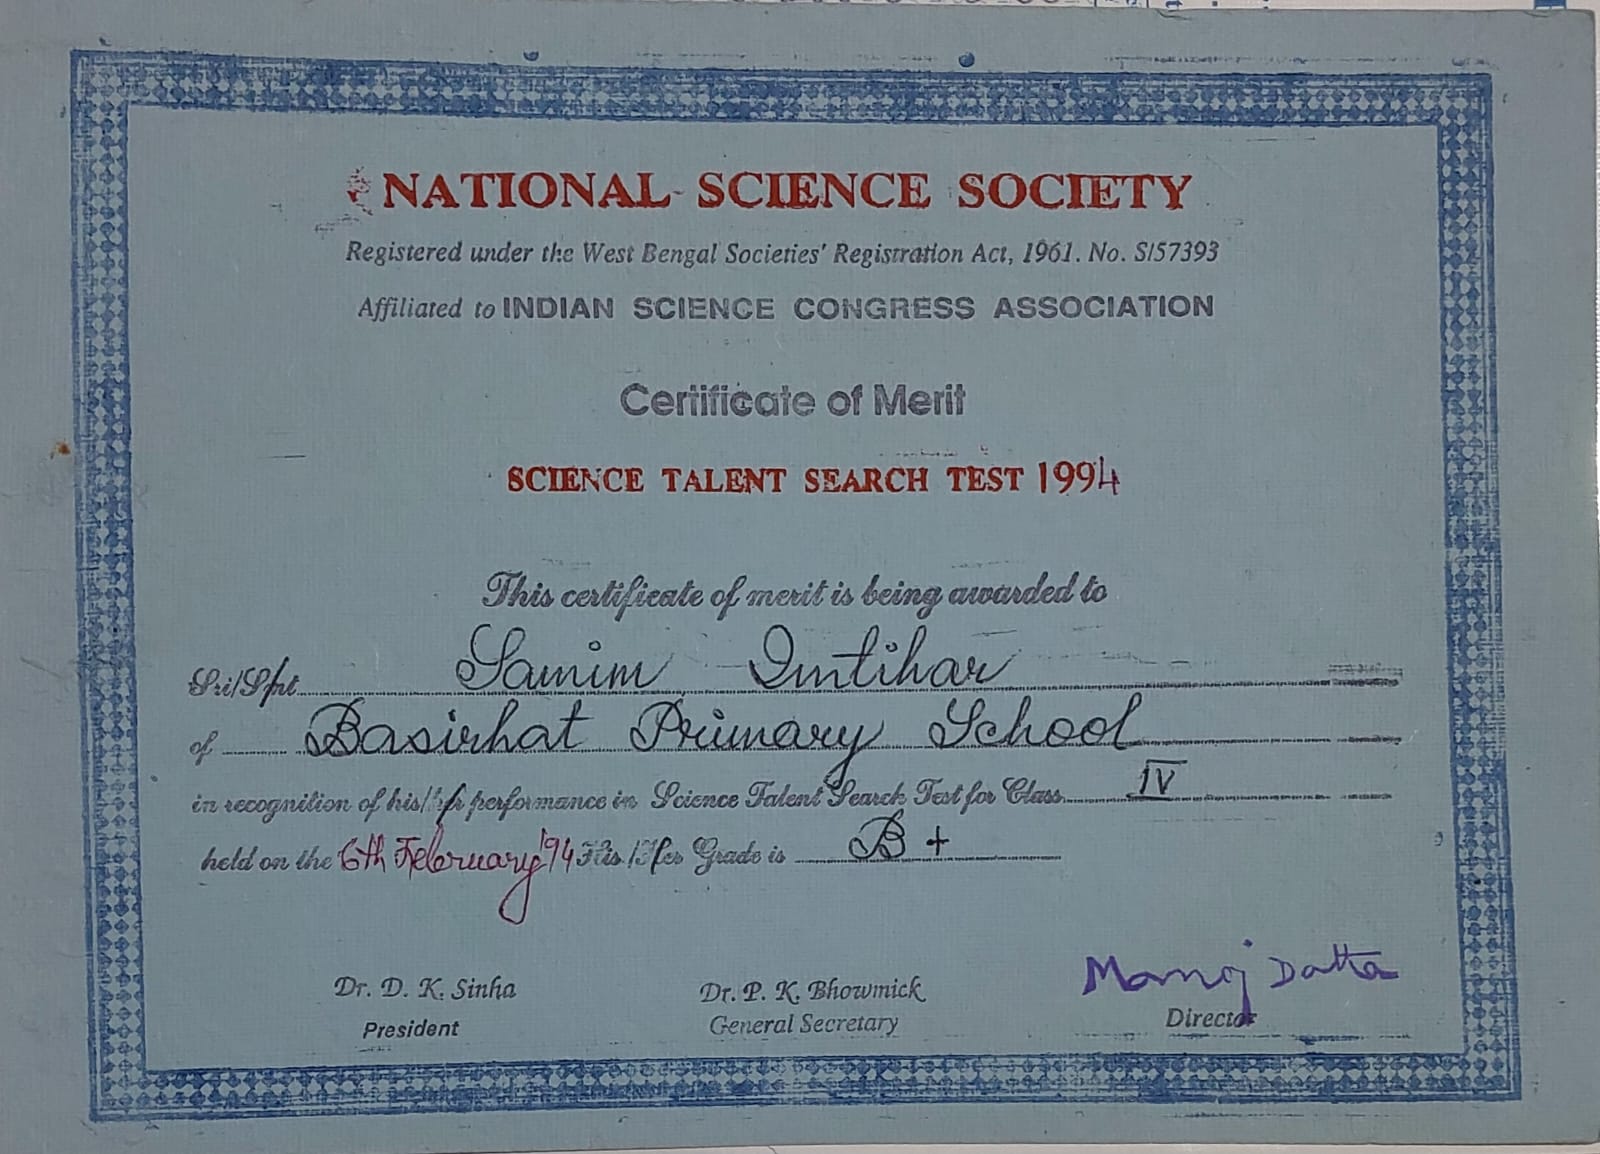 NATIONAL SCIENCE SOCIETY
Registered under the West Bengal Societies' Registration Act, 1961. No. S/57393
Affiliated to INDIAN SCIENCE CONGRESS ASSOCIATION
Certificate of Merit
SCIENCE TALENT SEARCH TEST 1994
This certificate of merit is being awarded to
Sri/Smt. Samim Imtihar
of Basirhat Primary School
in recognition of his/her performance in Science Talent Search Test for Class IV
held on the 6th February '94 His/Her Grade is B+
Dr. D. K. Sinha
President
Dr. P. K. Bhowmick
General Secretary
Manoj Datta
Director